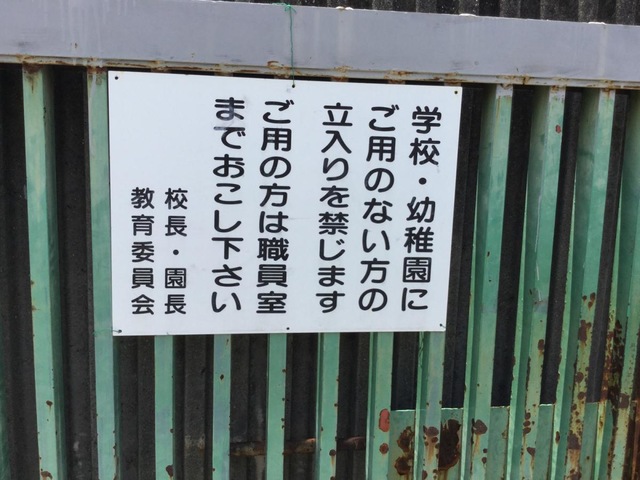 学校・幼稚園に
ご用のない方の
立入りを禁じます
ご用の方は職員室
までおこし下さい
校長・園長
教育委員会